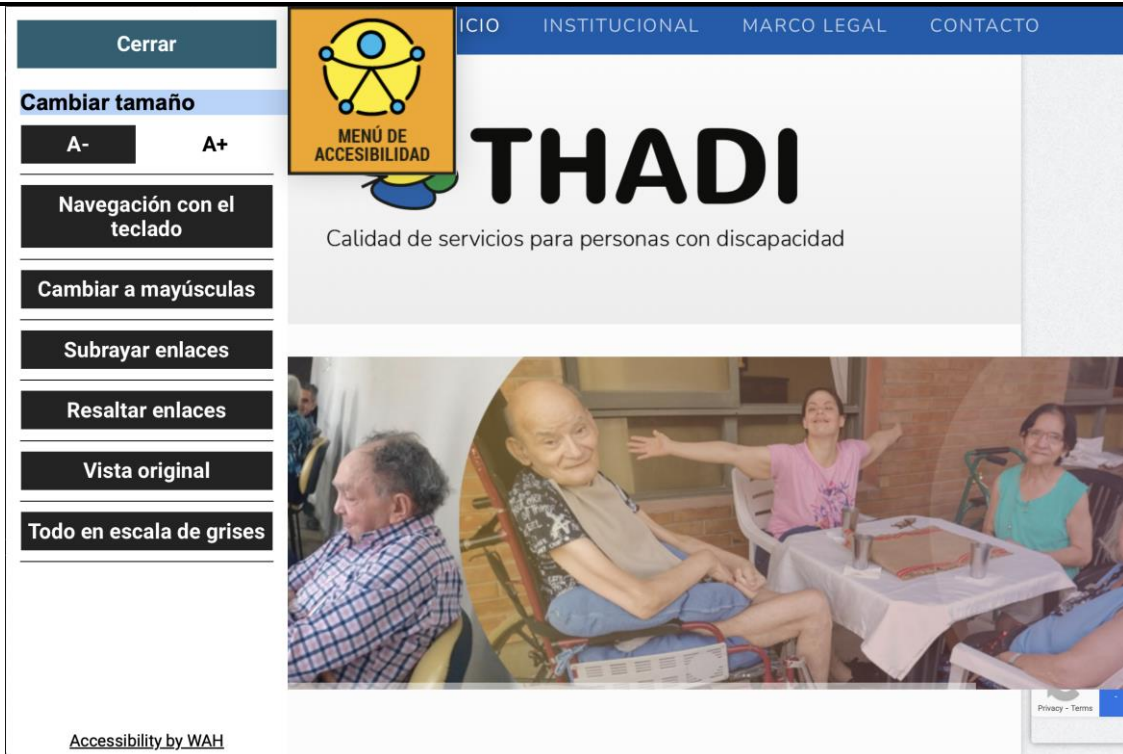 Cerrar
Cambiar tamaño
A- A+
Navegación con el
teclado
Cambiar a mayúsculas
Subrayar enlaces
Resaltar enlaces
Vista original
Todo en escala de grises
Accessibility by WAH
MENÚ DE
ACCESIBILIDAD
ICIO INSTITUCIONAL MARCO LEGAL CONTACTO
THADI
Calidad de servicios para personas con discapacidad
Privacy - Terms